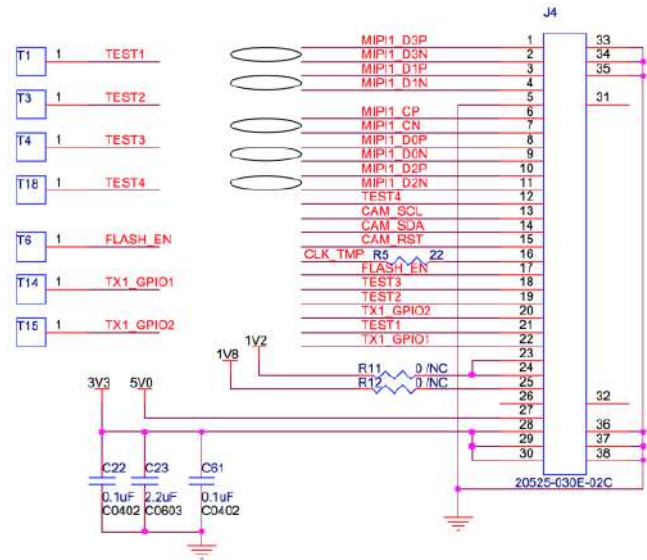 J4
T1 1 TEST1
T3 1 TEST2
T4 1 TEST3
T18 1 TEST4
T6 1 FLASH_EN
T14 1 TX1_GPIO1
T15 1 TX1_GPIO2
MIPI1_D3P 1 33
MIPI1_D3N 2 34
MIPI1_D1P 3 35
MIPI1_D1N 4
5 31
MIPI1_CP 6
MIPI1_CN 7
MIPI1_D0P 8
MIPI1_D0N 9
MIPI1_D2P 10
MIPI1_D2N 11
TEST4 12
CAM_SCL 13
CAM_SDA 14
CAM_RST 15
CLK_TMP R5 22 16
FLASH_EN 17
TEST3 18
TEST2 19
TX1_GPIO2 20
TEST1 21
TX1_GPIO1 22
1V2 23
1V8 R11 0 /NC 24
R12 0 /NC 25
3V3 5V0 26 32
27
28 36
29 37
30 38
C22 C23 C61
0.1uF 2.2uF 0.1uF
C0402 C0603 C0402
20525-030E-02C